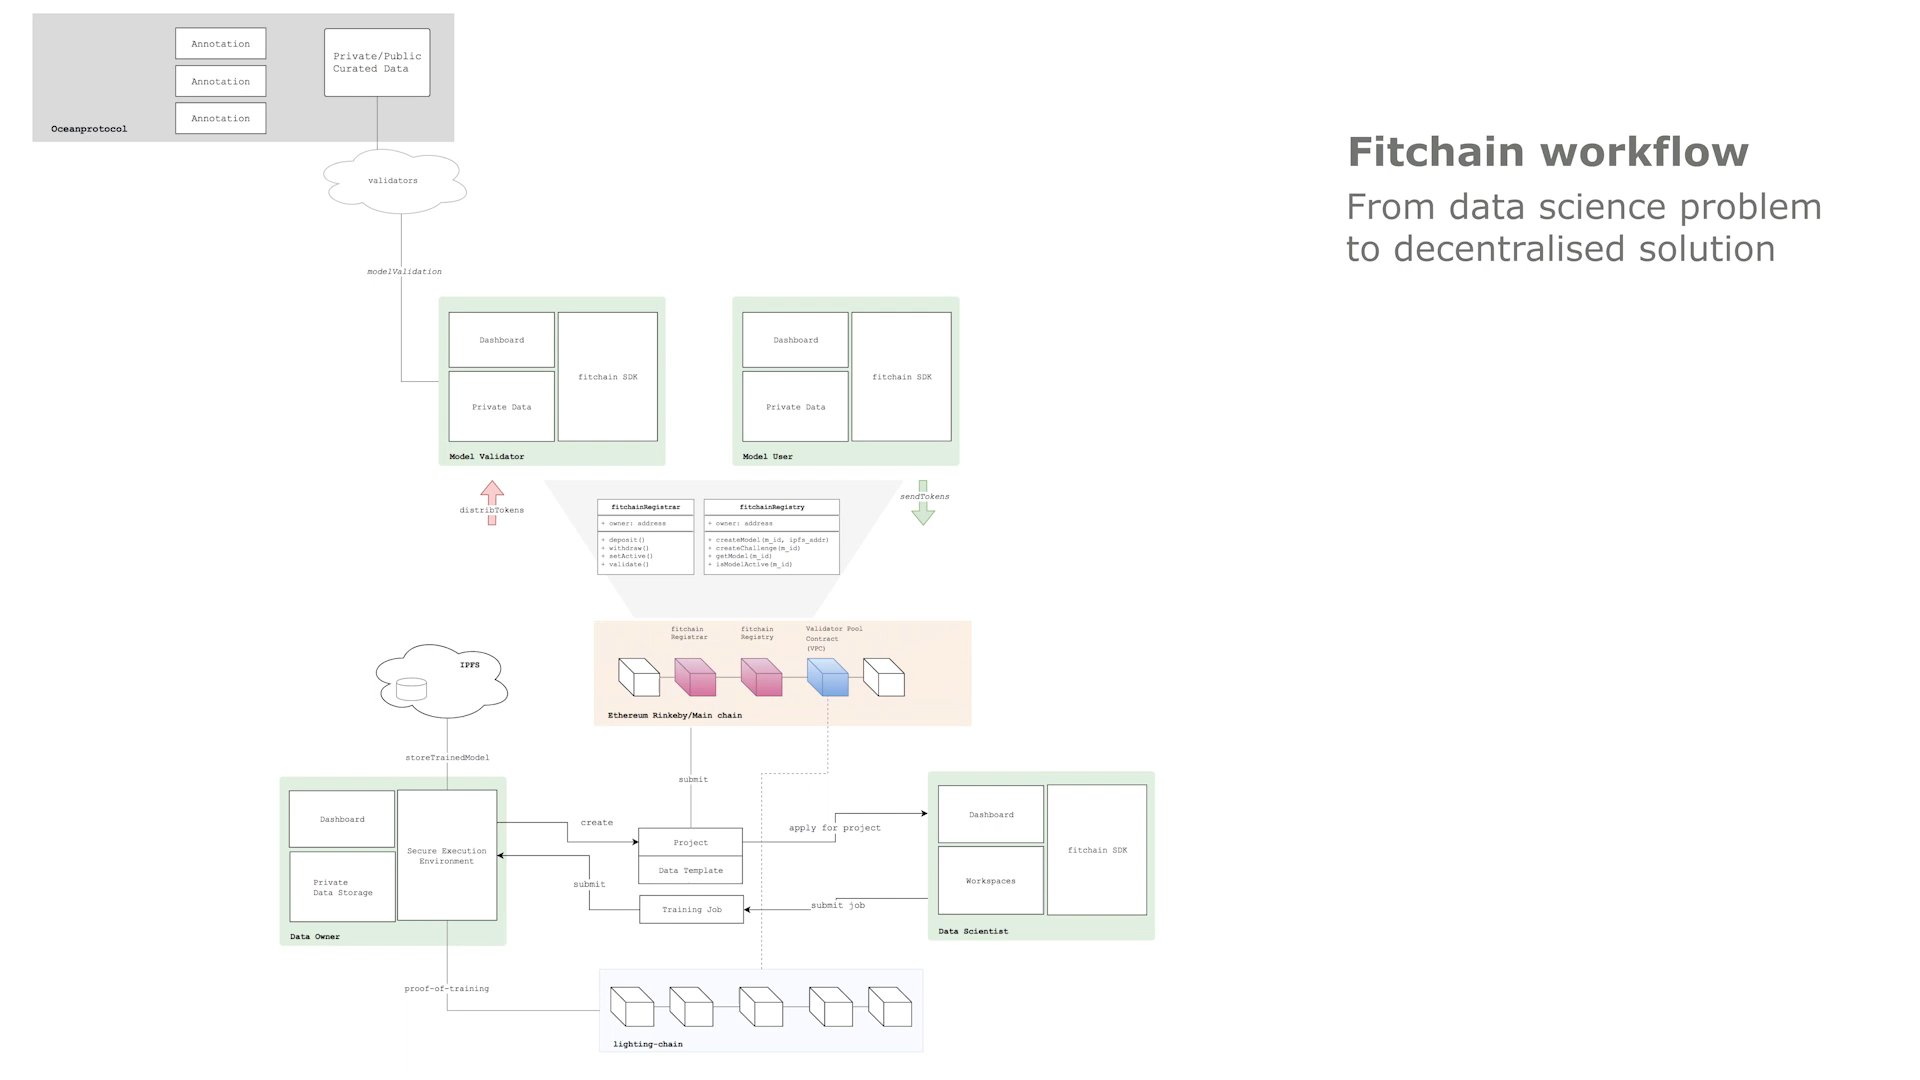 Annotation
Annotation
Annotation
Private/Public
Curated Data
Oceanprotocol
validators
modelValidation
Fitchain workflow
From data science problem
to decentralised solution
Dashboard
Private Data
fitchain SDK
Model Validator
Dashboard
Private Data
fitchain SDK
Model User
distribTokens
sendTokens
fitchainRegistrar
+ owner: address
+ deposit()
+ withdraw()
+ setActive()
+ validate()
fitchainRegistry
+ owner: address
+ createModel(m_id, ipfs_addr)
+ createChallenge(m_id)
+ getModel(m_id)
+ isModelActive(m_id)
fitchain
Registrar
fitchain
Registry
Validator Pool
Contract
(VPC)
Ethereum Rinkeby/Main chain
IPFS
storeTrainedModel
Dashboard
Private
Data Storage
Secure Execution
Environment
Data Owner
create
submit
submit
Project
Data Template
Training Job
apply for project
submit job
Dashboard
Workspaces
fitchain SDK
Data Scientist
proof-of-training
lighting-chain